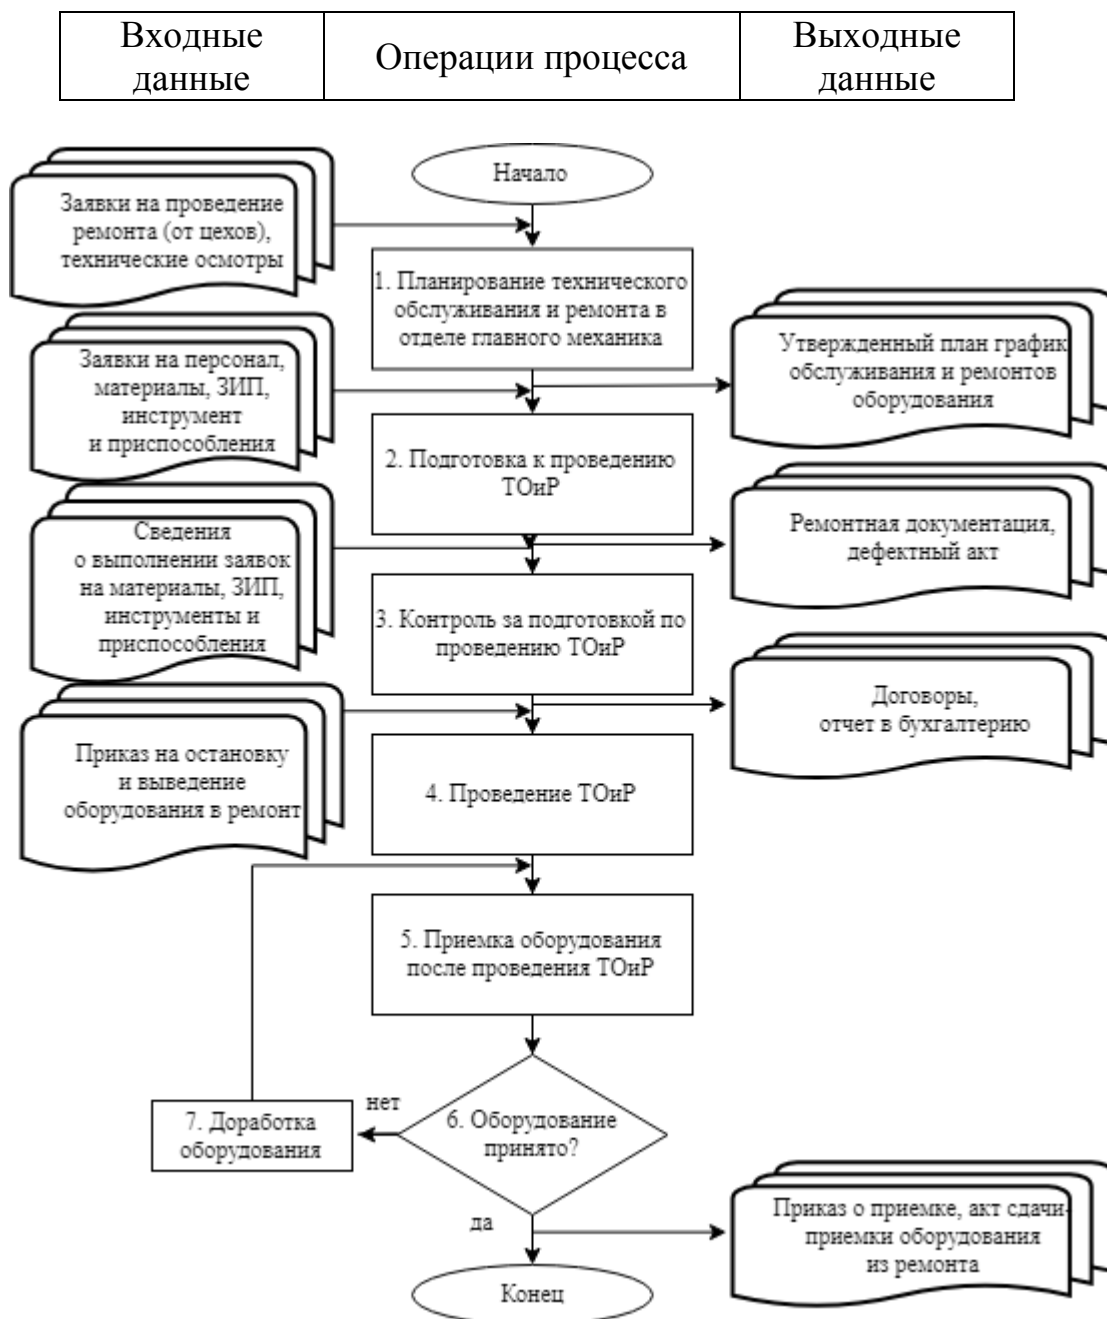 Входные
данные
Операции процесса
Выходные
данные
Начало
Заявки на проведение
ремонта (от цехов),
технические осмотры
1. Планирование технического
обслуживания и ремонта в
отделе главного механика
Утвержденный план график
обслуживания и ремонтов
оборудования
Заявки на персонал,
материалы, ЗИП,
инструмент
и приспособления
2. Подготовка к проведению
ТОиР
Ремонтная документация,
дефектный акт
Сведения
о выполнении заявок
на материалы, ЗИП,
инструменты и
приспособления
3. Контроль за подготовкой по
проведению ТОиР
Договоры,
отчет в бухгалтерию
Приказ на остановку
и выведение
оборудования в ремонт
4. Проведение ТОиР
5. Приемка оборудования
после проведения ТОиР
6. Оборудование
принято?
нет
7. Доработка
оборудования
да
Приказ о приемке, акт сдачи-
приемки оборудования
из ремонта
Конец